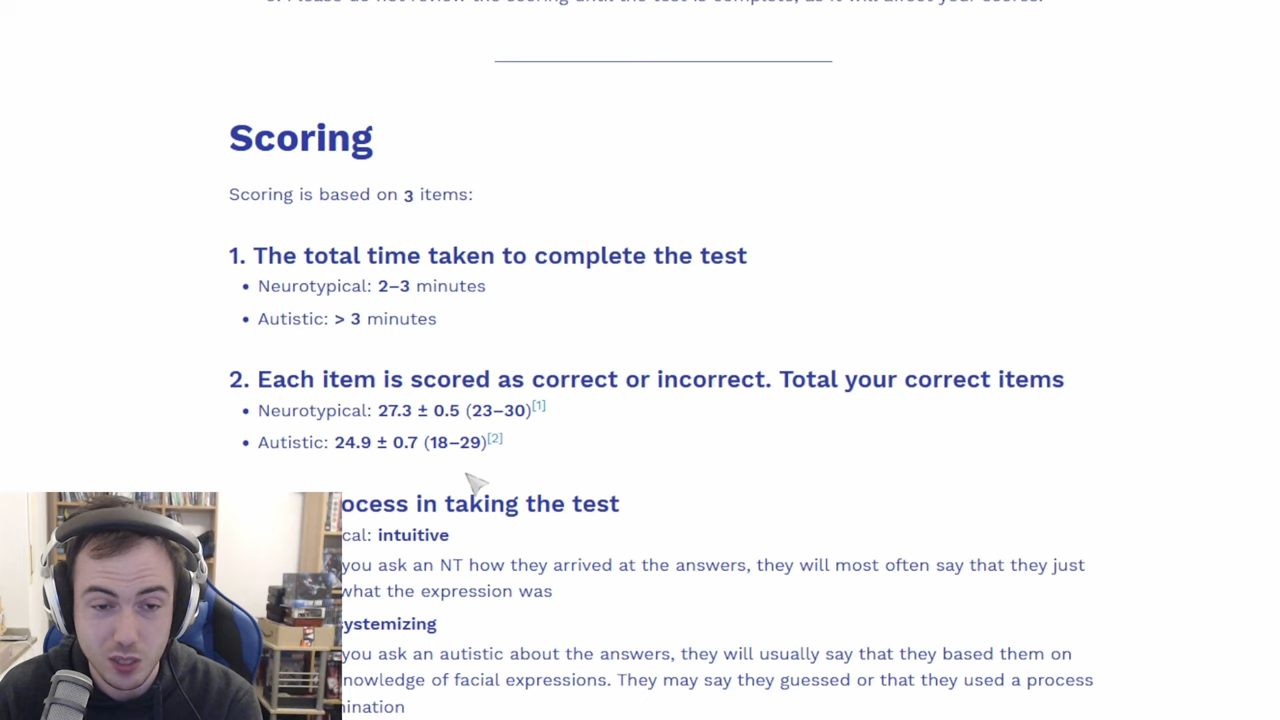 Scoring
Scoring is based on 3 items:
1. The total time taken to complete the test
• Neurotypical: 2–3 minutes
• Autistic: > 3 minutes
2. Each item is scored as correct or incorrect. Total your correct items
• Neurotypical: 27.3 ± 0.5 (23–30)[1]
• Autistic: 24.9 ± 0.7 (18–29)[2]
in taking the test
intuitive
you ask an NT how they arrived at the answers, they will most often say that they just
what the expression was
you ask an autistic about the answers, they will usually say that they based them on
of facial expressions. They may say they guessed or that they used a process